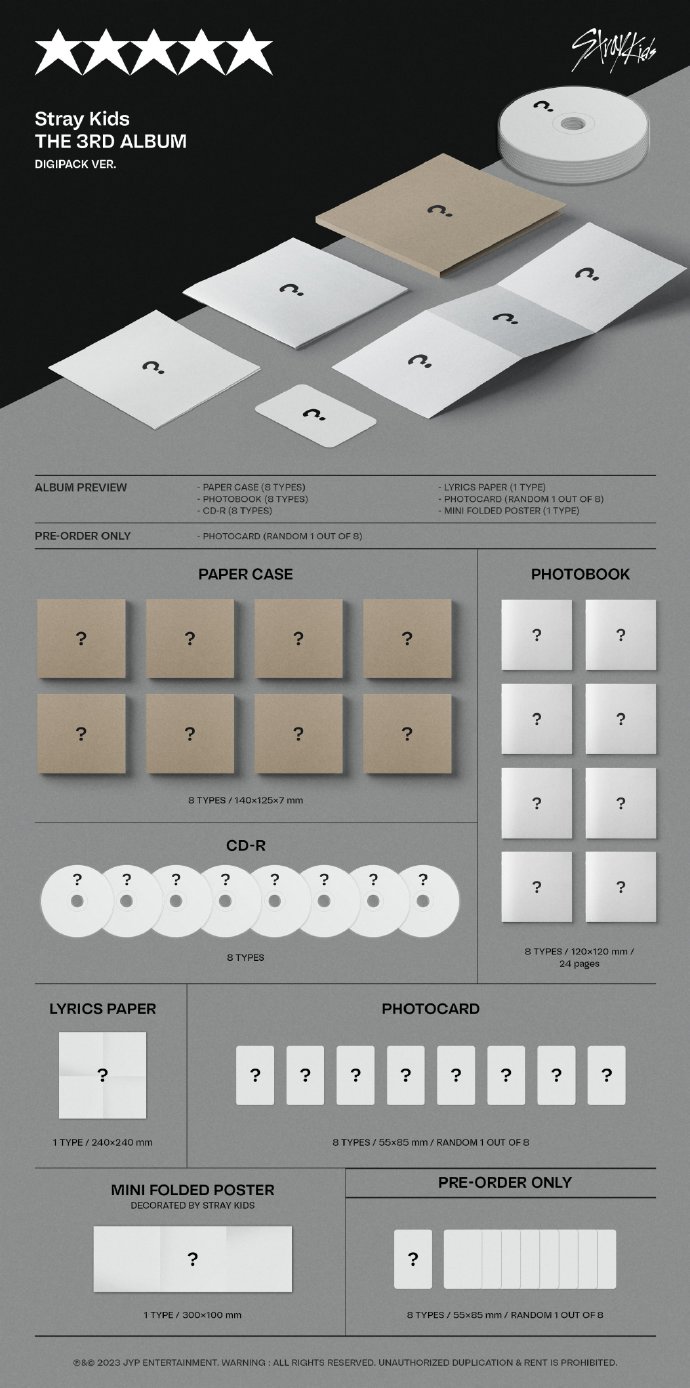 ★★★★★
Stray Kids
Stray Kids
THE 3RD ALBUM
DIGIPACK VER.
?
?
?
?
?
?
?
?
ALBUM PREVIEW
- PAPER CASE (8 TYPES)
- PHOTOBOOK (8 TYPES)
- CD-R (8 TYPES)
- LYRICS PAPER (1 TYPE)
- PHOTOCARD (RANDOM 1 OUT OF 8)
- MINI FOLDED POSTER (1 TYPE)
PRE-ORDER ONLY
- PHOTOCARD (RANDOM 1 OUT OF 8)
PAPER CASE
? ? ? ?
? ? ? ?
8 TYPES / 140×125×7 mm
PHOTOBOOK
? ?
? ?
? ?
? ?
8 TYPES / 120×120 mm /
24 pages
CD-R
? ? ? ? ? ? ? ?
8 TYPES
LYRICS PAPER
?
1 TYPE / 240×240 mm
PHOTOCARD
? ? ? ? ? ? ? ?
8 TYPES / 55×85 mm / RANDOM 1 OUT OF 8
MINI FOLDED POSTER
DECORATED BY STRAY KIDS
?
1 TYPE / 300×100 mm
PRE-ORDER ONLY
?
8 TYPES / 55×85 mm / RANDOM 1 OUT OF 8
℗&© 2023 JYP ENTERTAINMENT. WARNING : ALL RIGHTS RESERVED. UNAUTHORIZED DUPLICATION & RENT IS PROHIBITED.